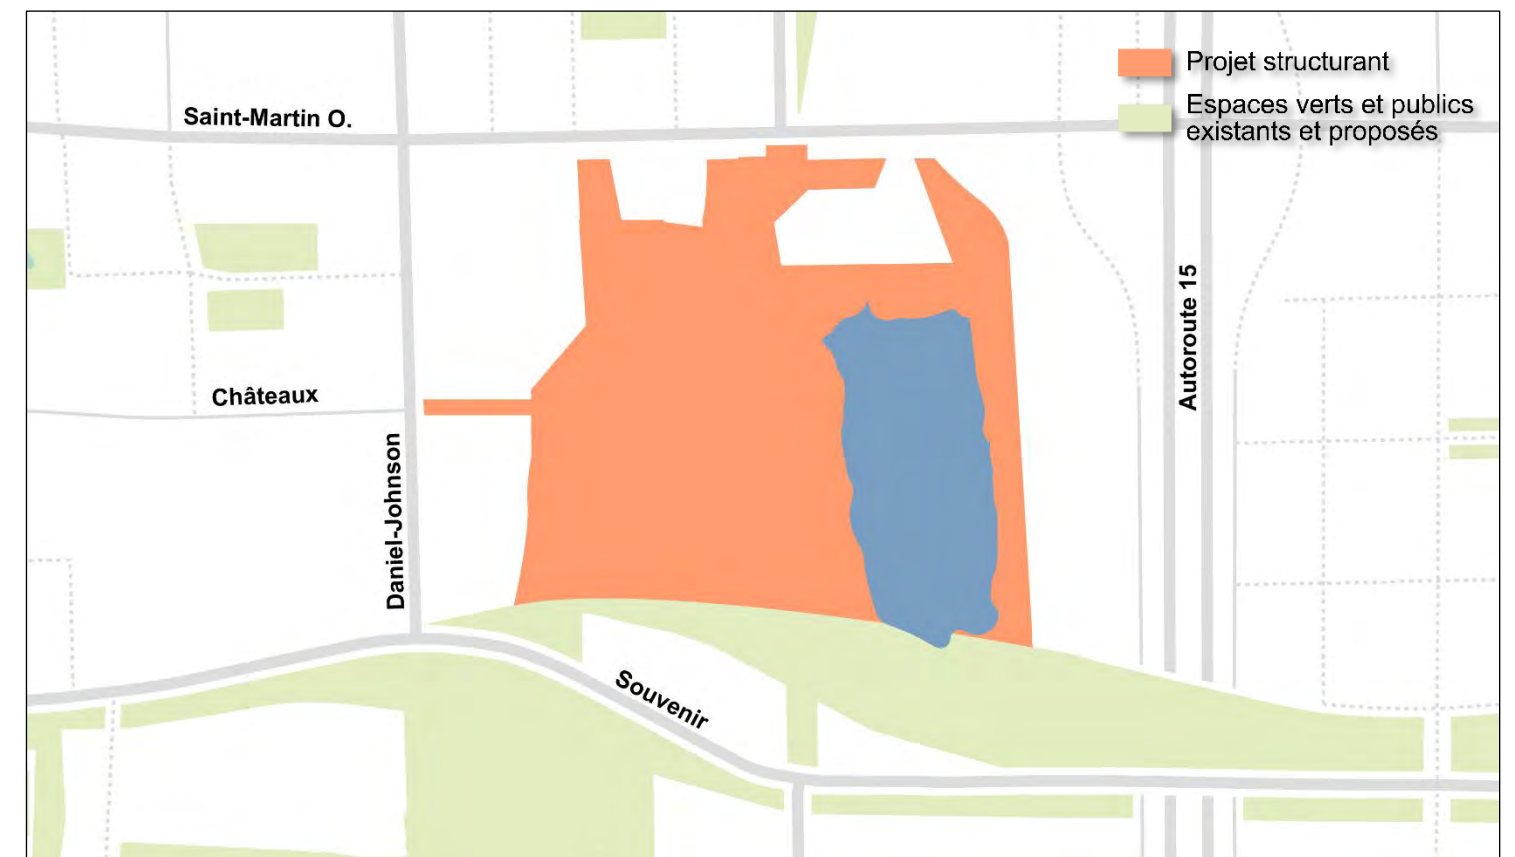 Projet structurant
Espaces verts et publics
existants et proposés
Saint-Martin O.
Autoroute 15
Châteaux
Daniel-Johnson
Souvenir